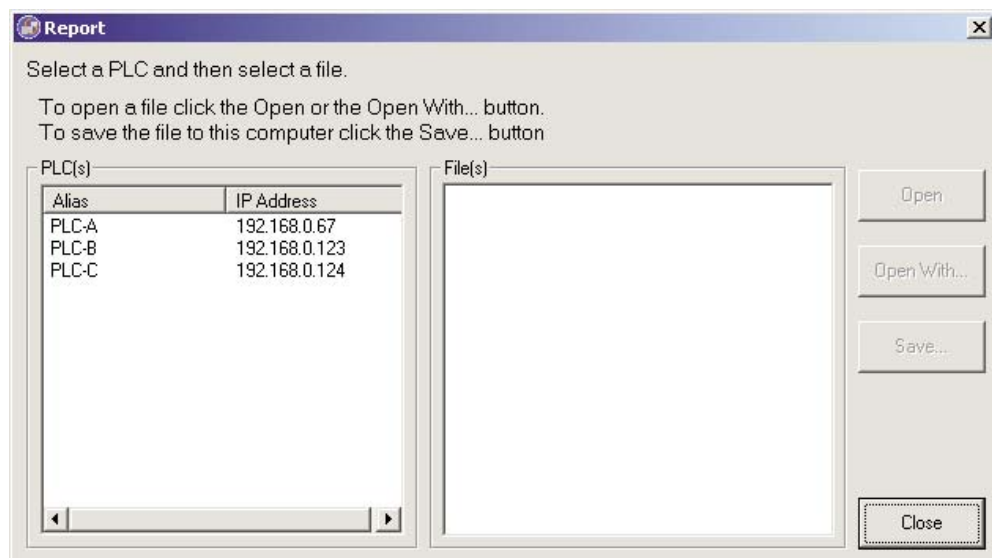 Report
Select a PLC and then select a file.
To open a file click the Open or the Open With... button.
To save the file to this computer click the Save... button
PLC(s)
Alias IP Address
PLC-A 192.168.0.67
PLC-B 192.168.0.123
PLC-C 192.168.0.124
File(s)
Open
Open With...
Save...
Close